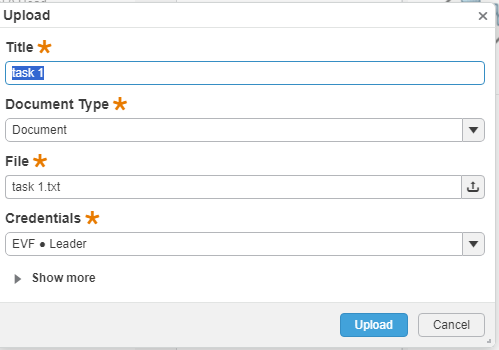 Upload
Title *
task 1
Document Type *
Document
File *
task 1.txt
Credentials *
EVF ● Leader
Show more
Upload Cancel